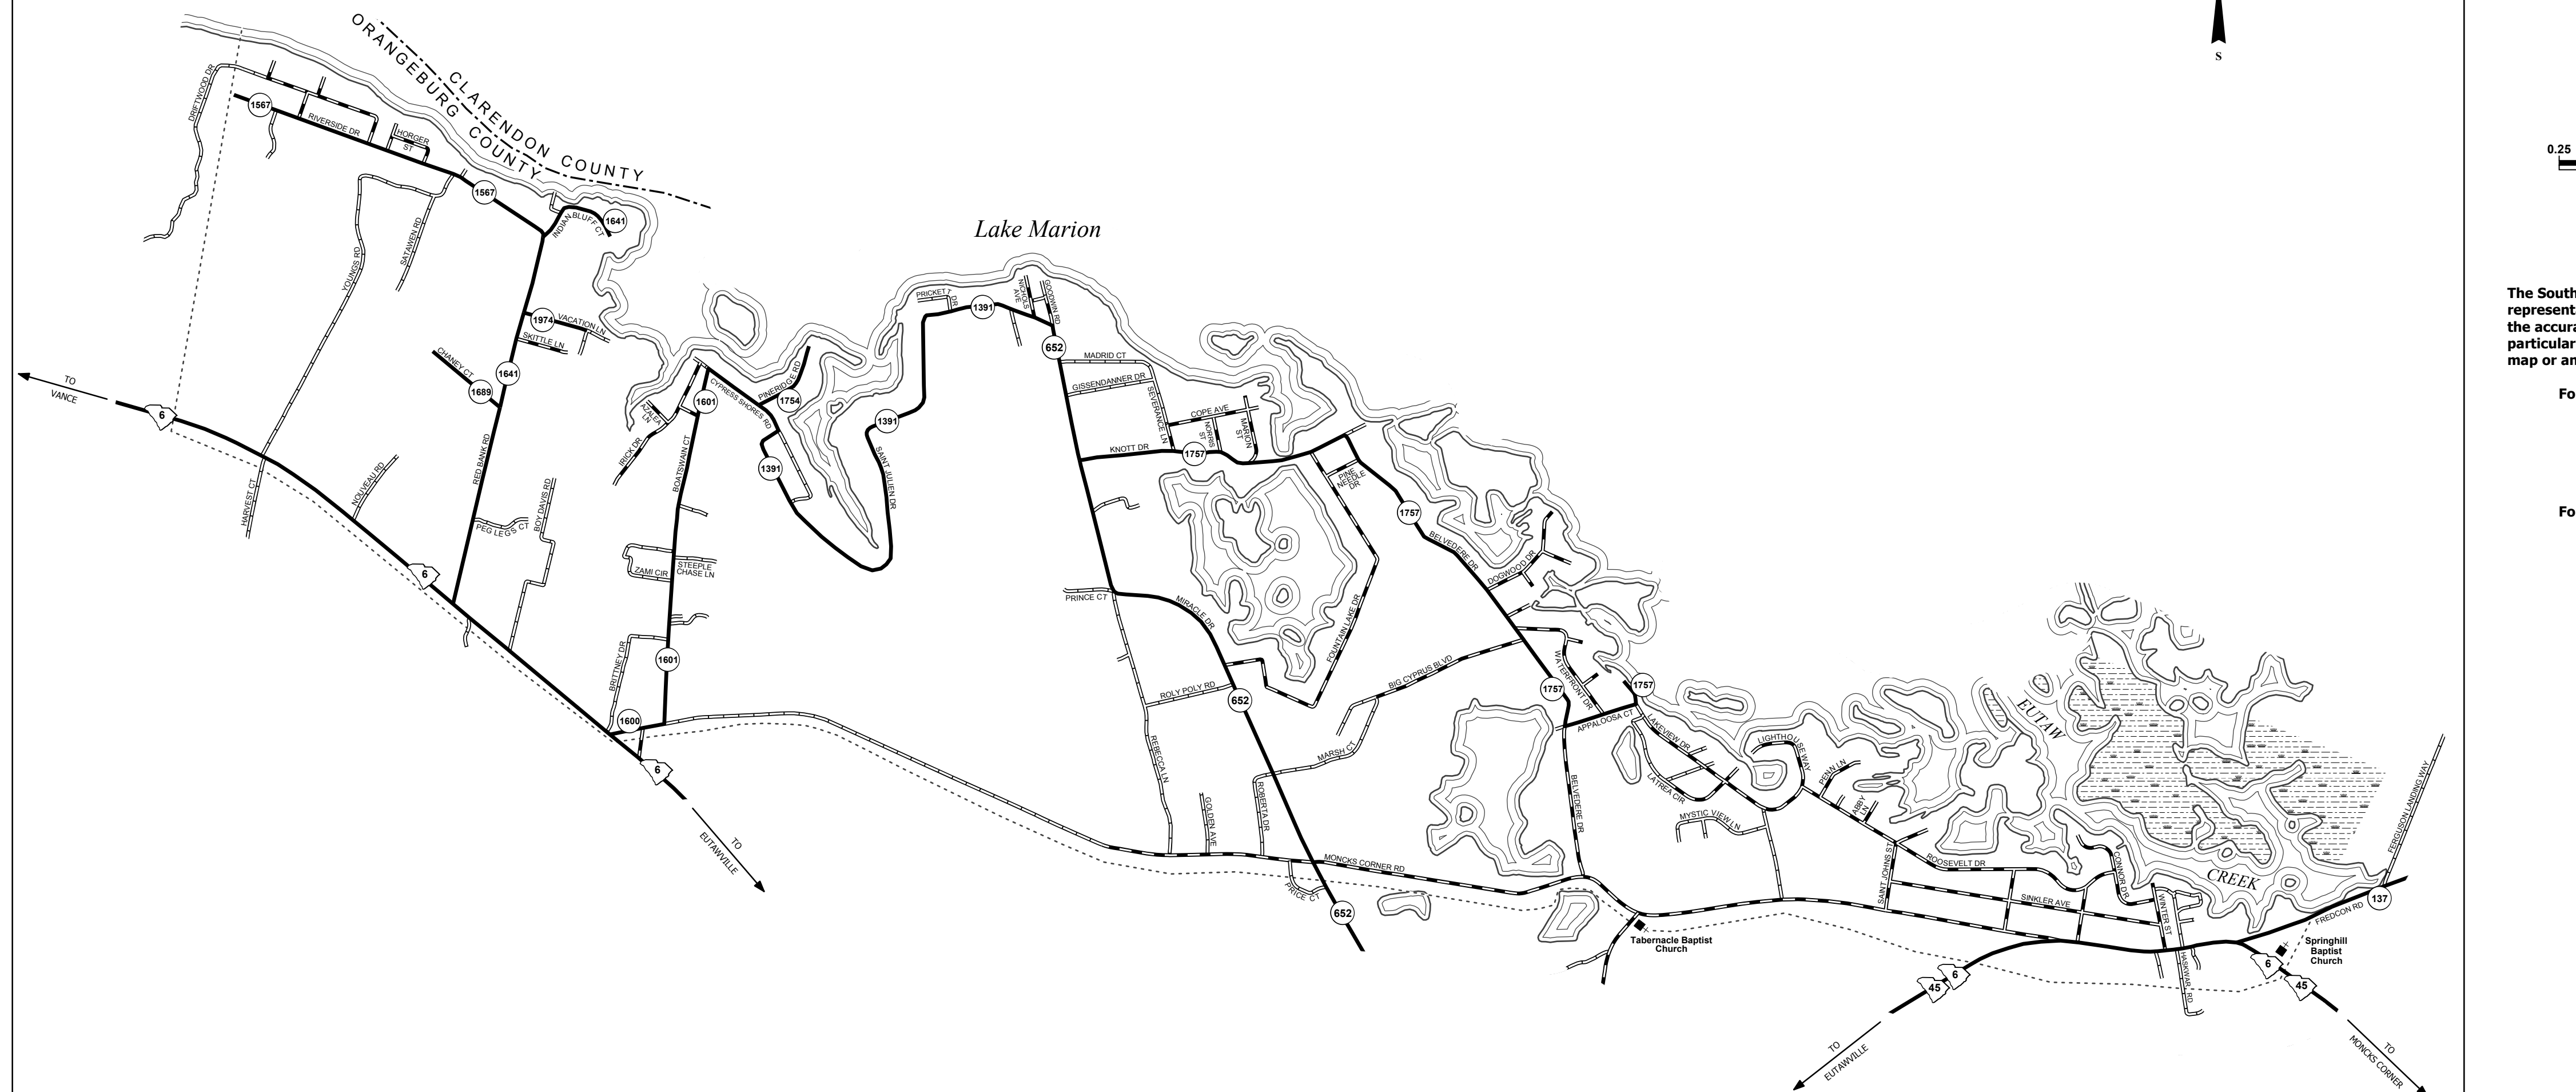 ORANGEBURG COUNTY
CLARENDON COUNTY
S
0.25
The South
represent
the accura
particular
map or an
Fo
Fo
Lake Marion
DRIFTWOOD DR
1567
RIVERSIDE DR
HORGER
ST
1567
INDIAN BLUFF CT
1641
SATAWEN RD
YOUNGS RD
1974
VACATION LN
SKITTLE LN
CHANEY CT
1689
1641
RED BANK RD
TO
VANCE
6
HARVEST CT
NOUVEAU RD
PEG LEG'S CT
BOY DAVIS RD
6
AZALEA
LN
IRICK DR
1601
BOATSWAIN CT
CYPRESS SHORES RD
PINERIDGE RD
1754
1391
1391
SAINT JULIEN DR
PRICKETT DR
1391
NICHOLS
AVE
GOODWIN RD
652
MADRID CT
GISSENDANNER DR
SEVERANCE LN
COPE AVE
NORRIS
ST
MARION
ST
KNOTT DR
1757
PINE
NEEDLE
DR
1757
BELVEDERE DR
DOGWOOD DR
ZAMI CIR
STEEPLE
CHASE LN
BRITTNEY DR
1601
1600
6
TO
EUTAWVILLE
PRINCE CT
MIRACLE DR
FOUNTAIN LAKE DR
ROLY POLY RD
652
BIG CYPRUS BLVD
MARSH CT
REBECCA LN
GOLDEN AVE
ROBERTA DR
MONCKS CORNER RD
PRICE CT
652
WATERFRONT DR
1757
1757
APPALOOSA CT
LAKEVIEW DR
LATREA CIR
BELVEDERE DR
LIGHTHOUSE WAY
PENN LN
ABBY
LN
MYSTIC VIEW LN
Tabernacle Baptist
Church
SAINT JOHNS ST
ROOSEVELT DR
SINKLER AVE
CONNOR DR
WINTER ST
EUTAW
CREEK
FERGUSON LANDING WAY
137
FREDCON RD
Springhill
Baptist
Church
6
45
6
45
TO
EUTAWVILLE
TO
MONCKS CORNER